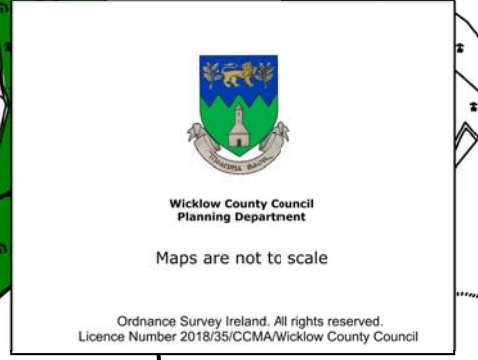 Wicklow County Council
Planning Department
Maps are not to scale
Ordnance Survey Ireland. All rights reserved.
Licence Number 2018/35/CCMA/Wicklow County Council